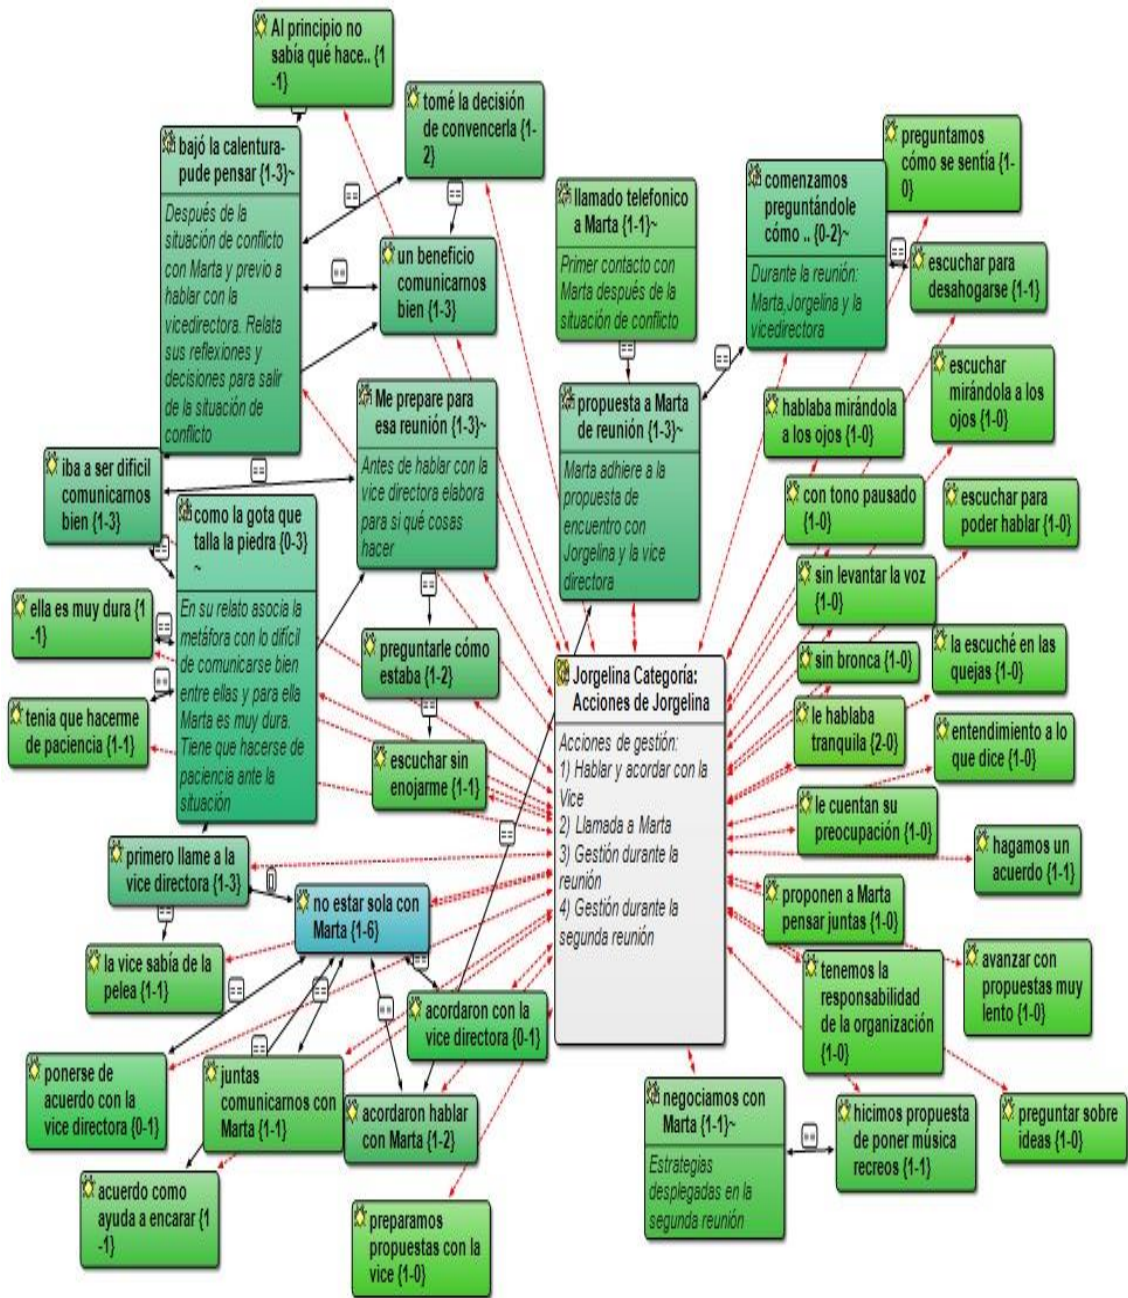 Al principio no
sabía qué hace.. {1
-1}
tomé la decisión
de convencerla {1-
2}
bajó la calentura-
pude pensar {1-3}~
Después de la
situación de conflicto
con Marta y previo a
hablar con la
vicedirectora. Relata
sus reflexiones y
decisiones para salir
de la situación de
conflicto
un beneficio
comunicarnos
bien {1-3}
llamado telefonico
a Marta {1-1}~
Primer contacto con
Marta después de la
situación de conflicto
comenzamos
preguntándole
cómo .. {0-2}~
Durante la reunión:
Marta,Jorgelina y la
vicedirectora
preguntamos
cómo se sentía {1-
0}
escuchar para
desahogarse {1-1}
escuchar
mirándola a los
ojos {1-0}
hablaba mirándola
a los ojos {1-0}
Me prepare para
esa reunión {1-3}~
Antes de hablar con la
vice directora elabora
para si qué cosas
hacer
propuesta a Marta
de reunión {1-3}~
Marta adhiere a la
propuesta de
encuentro con
Jorgelina y la vice
directora
iba a ser dificil
comunicarnos
bien {1-3}
como la gota que
talla la piedra {0-3}
~
En su relato asocia la
metáfora con lo difícil
de comunicarse bien
entre ellas y para ella
Marta es muy dura.
Tiene que hacerse de
paciencia ante la
situación
con tono pausado
{1-0}
escuchar para
poder hablar {1-0}
sin levantar la voz
{1-0}
ella es muy dura {1
-1}
preguntarle cómo
estaba {1-2}
sin bronca {1-0}
la escuché en las
quejas {1-0}
tenia que hacerme
de paciencia {1-1}
escuchar sin
enojarme {1-1}
Jorgelina Categoría:
Acciones de Jorgelina
Acciones de gestión:
1) Hablar y acordar con la
Vice
2) Llamada a Marta
3) Gestión durante la
reunión
4) Gestión durante la
segunda reunión
le hablaba
tranquila {2-0}
entendimiento a lo
que dice {1-0}
le cuentan su
preocupación {1-0}
hagamos un
acuerdo {1-1}
primero llame a la
vice directora {1-3}
no estar sola con
Marta {1-6}
proponen a Marta
pensar juntas {1-0}
la vice sabía de la
pelea {1-1}
acordaron con la
vice directora {0-1}
tenemos la
responsabilidad
de la organización
{1-0}
avanzar con
propuestas muy
lento {1-0}
ponerse de
acuerdo con la
vice directora {0-1}
juntas
comunicarnos con
Marta {1-1}
acordaron hablar
con Marta {1-2}
negociamos con
Marta {1-1}~
Estrategias
desplegadas en la
segunda reunión
hicimos propuesta
de poner música
recreos {1-1}
preguntar sobre
ideas {1-0}
acuerdo como
ayuda a encarar {1
-1}
preparamos
propuestas con la
vice {1-0}